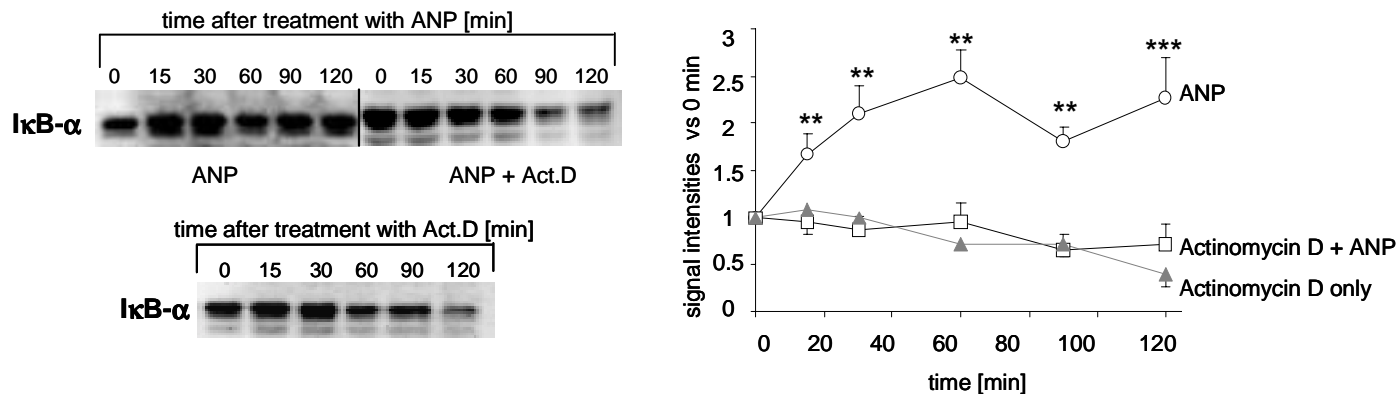 time after treatment with ANP [min]
0 15 30 60 90 120 0 15 30 60 90 120
IκB-α
ANP ANP + Act.D
time after treatment with Act.D [min]
0 15 30 60 90 120
IκB-α
signal intensities vs 0 min
3
2.5
2
1.5
1
0.5
0
** ** ** ** ***
ANP
Actinomycin D + ANP
Actinomycin D only
0 20 40 60 80 100 120
time [min]